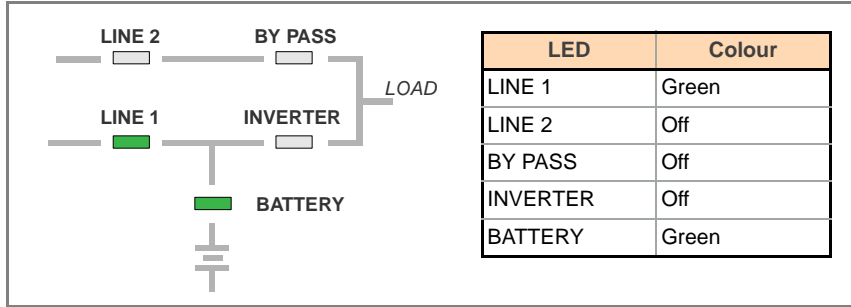 LINE 2 BY PASS
LOAD
LINE 1 INVERTER
BATTERY
LED Colour
LINE 1 Green
LINE 2 Off
BY PASS Off
INVERTER Off
BATTERY Green